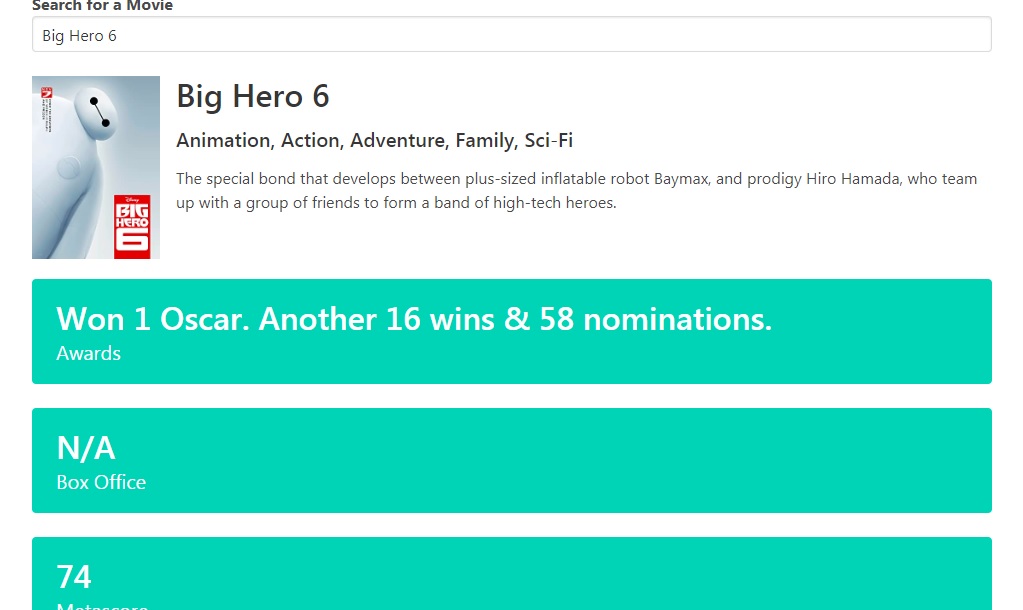 Search for a Movie
Big Hero 6
Big Hero 6
Animation, Action, Adventure, Family, Sci-Fi
The special bond that develops between plus-sized inflatable robot Baymax, and prodigy Hiro Hamada, who team
up with a group of friends to form a band of high-tech heroes.
Disney
BIG
HERO
6
Won 1 Oscar. Another 16 wins & 58 nominations.
Awards
N/A
Box Office
74
Metascore